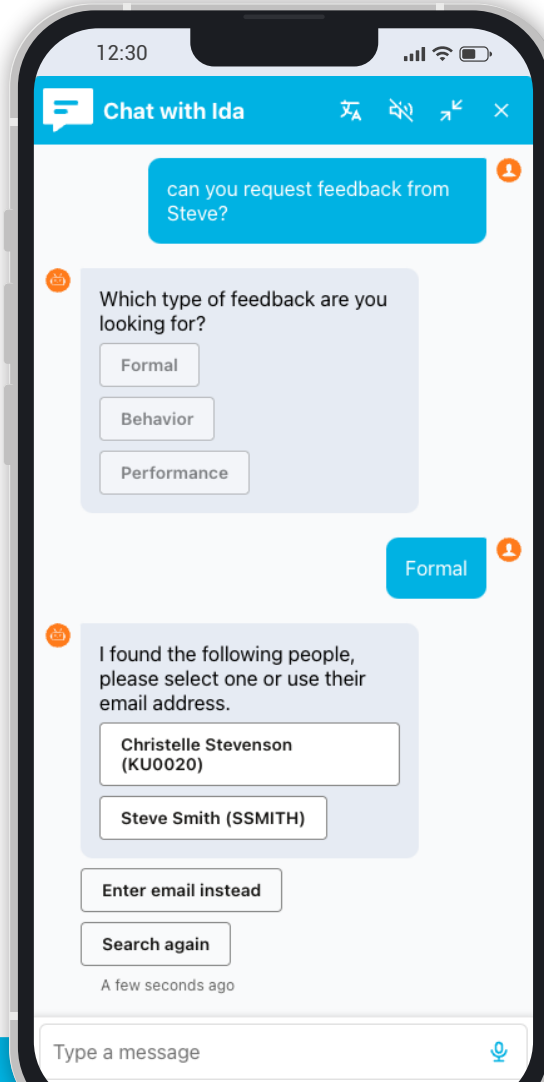 12:30
Chat with Ida
can you request feedback from
Steve?
Which type of feedback are you
looking for?
Formal
Behavior
Performance
Formal
I found the following people,
please select one or use their
email address.
Christelle Stevenson
(KU0020)
Steve Smith (SSMITH)
Enter email instead
Search again
A few seconds ago
Type a message